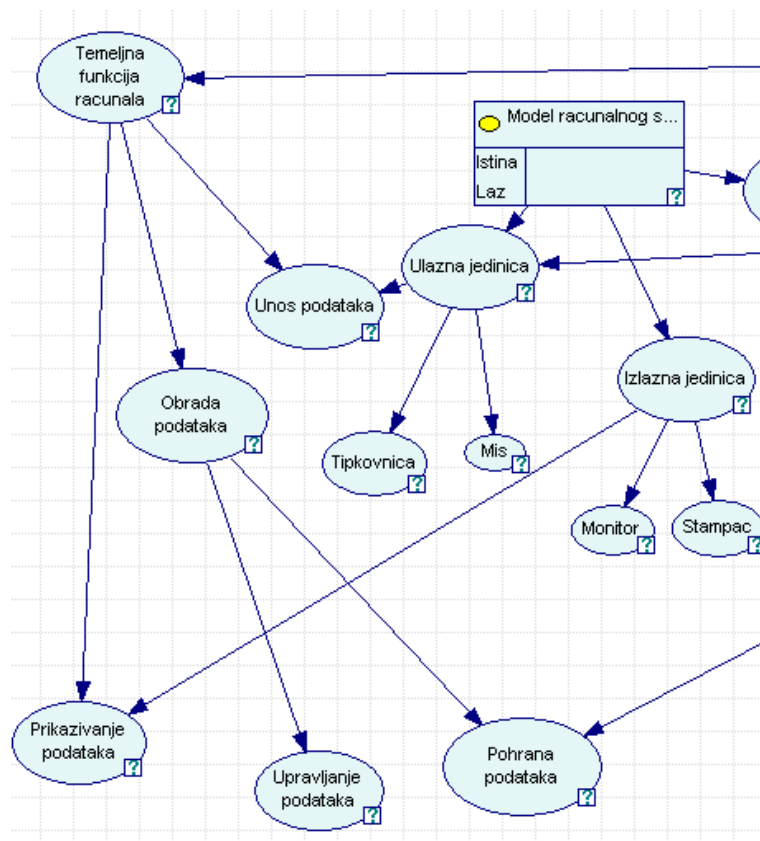 Temeljna
funkcija
racunala
?
Model racunalnog s...
Istina
Laz
?
Ulazna jedinica
?
Unos podataka
?
Izlazna jedinica
?
Obrada
podataka
?
Tipkovnica
?
Mis
?
Monitor
?
Stampac
?
Prikazivanje
podataka
?
Upravljanje
podataka
?
Pohrana
podataka
?